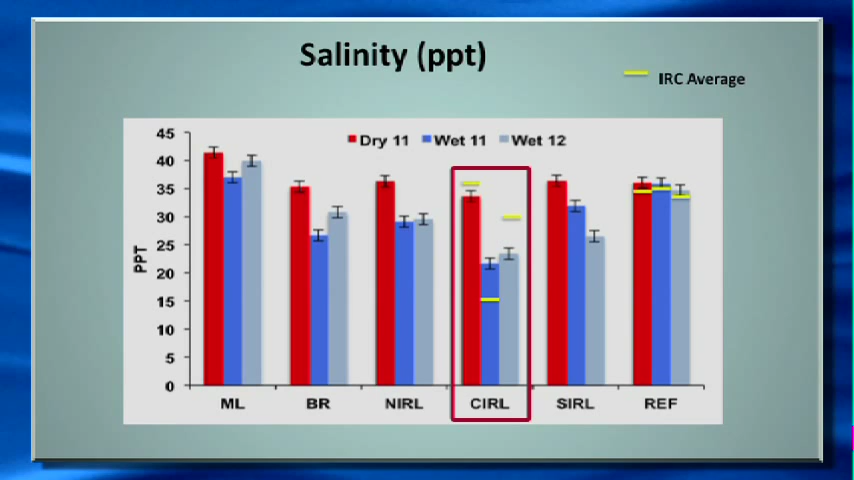 Salinity (ppt)
IRC Average
Dry 11 Wet 11 Wet 12
45
40
35
30
25
20
15
10
5
0
PPT
ML BR NIRL CIRL SIRL REF